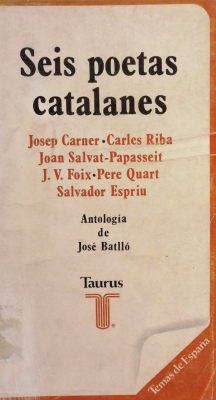 Seis poetas
catalanes
Josep Carner • Carles Riba
Joan Salvat-Papasseit
J. V. Foix • Pere Quart
Salvador Espriu
Antología
de
José Batlló
Taurus
T
®
Temas de España